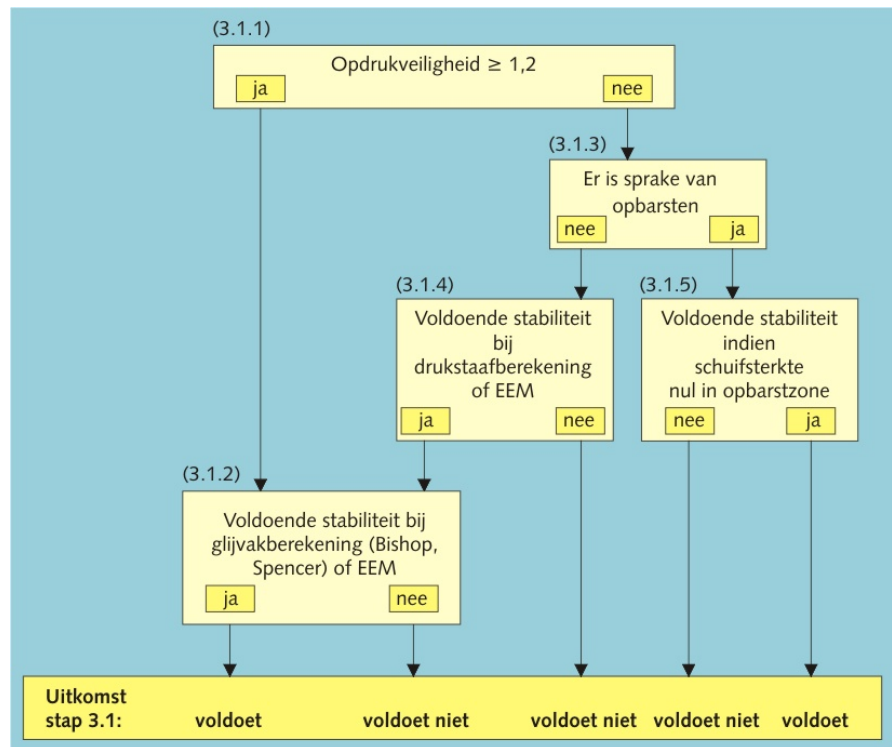 (3.1.1)
Opdrukveiligheid ≥ 1,2
ja
nee
(3.1.3)
Er is sprake van
opbarsten
nee
ja
(3.1.4)
Voldoende stabiliteit
bij
drukstaafberekening
of EEM
ja
nee
(3.1.5)
Voldoende stabiliteit
indien
schuifsterkte
nul in opbarstzone
nee
ja
(3.1.2)
Voldoende stabiliteit bij
glijvakberekening (Bishop,
Spencer) of EEM
ja
nee
Uitkomst
stap 3.1: voldoet voldoet niet voldoet niet voldoet niet voldoet